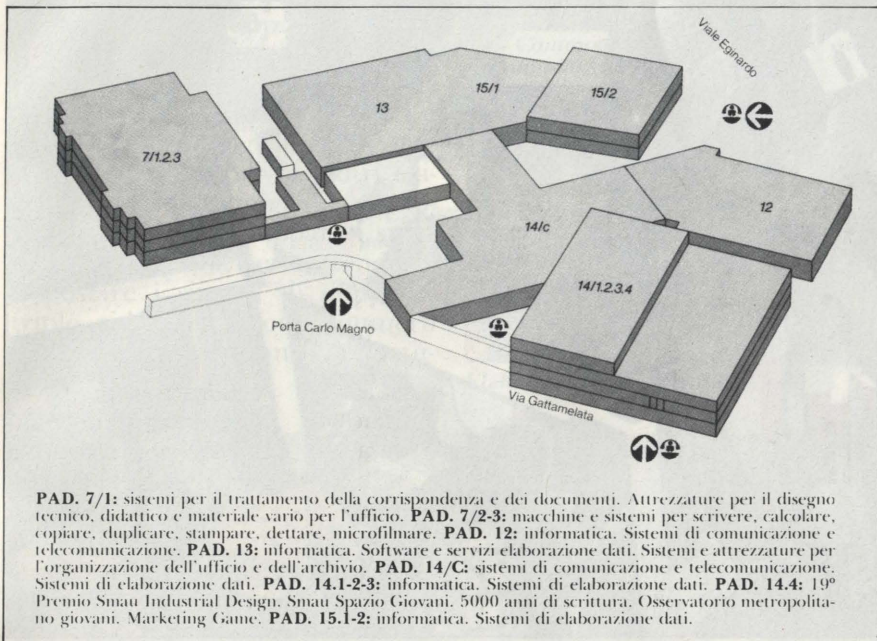 Viale Eginardo
13
15/1
15/2
7/1.2.3
12
14/c
14/1.2.3.4
Porta Carlo Magno
Via Gattamelata
PAD. 7/1: sistemi per il trattamento della corrispondenza e dei documenti. Attrezzature per il disegno
tecnico, didattico e materiale vario per l'ufficio. PAD. 7/2-3: macchine e sistemi per scrivere, calcolare,
copiare, duplicare, stampare, dettare, microfilmare. PAD. 12: informatica. Sistemi di comunicazione e
telecomunicazione. PAD. 13: informatica. Software e servizi elaborazione dati. Sistemi e attrezzature per
l'organizzazione dell'ufficio e dell'archivio. PAD. 14/C: sistemi di comunicazione e telecomunicazione.
Sistemi di elaborazione dati. PAD. 14.1-2-3: informatica. Sistemi di elaborazione dati. PAD. 14.4: 19°
Premio Smau Industrial Design. Smau Spazio Giovani. 5000 anni di scrittura. Osservatorio metropolita-
no giovani. Marketing Game. PAD. 15.1-2: informatica. Sistemi di elaborazione dati.